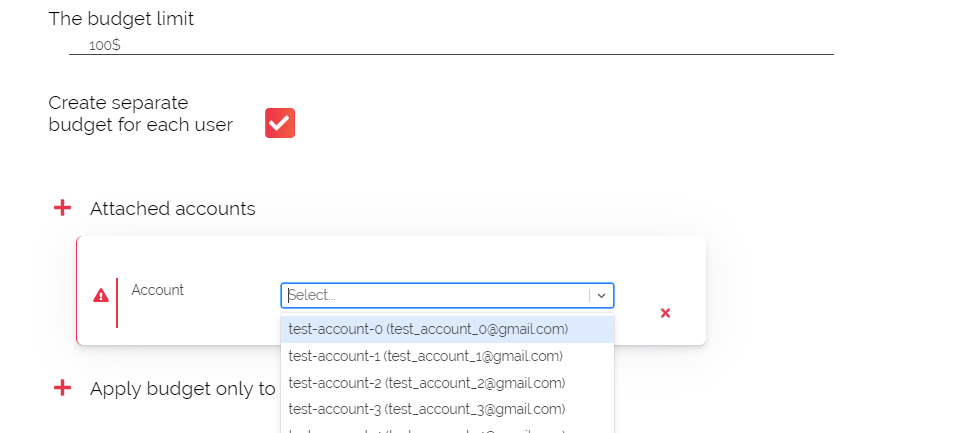 The budget limit
100$
Create separate
budget for each user
Attached accounts
Account
Select...
test-account-0 (test_account_0@gmail.com)
test-account-1 (test_account_1@gmail.com)
test-account-2 (test_account_2@gmail.com)
test-account-3 (test_account_3@gmail.com)
Apply budget only to